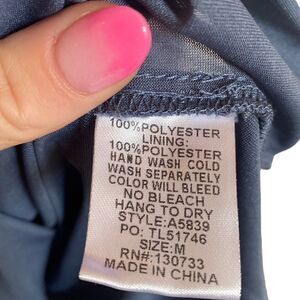 100%POLYESTER
LINING:
100%POLYESTER
HAND WASH COLD
WASH SEPARATELY
COLOR WILL BLEED
NO BLEACH
HANG TO DRY
STYLE:A5839
PO: TL51746
SIZE:M
RN#:130733
MADE IN CHINA